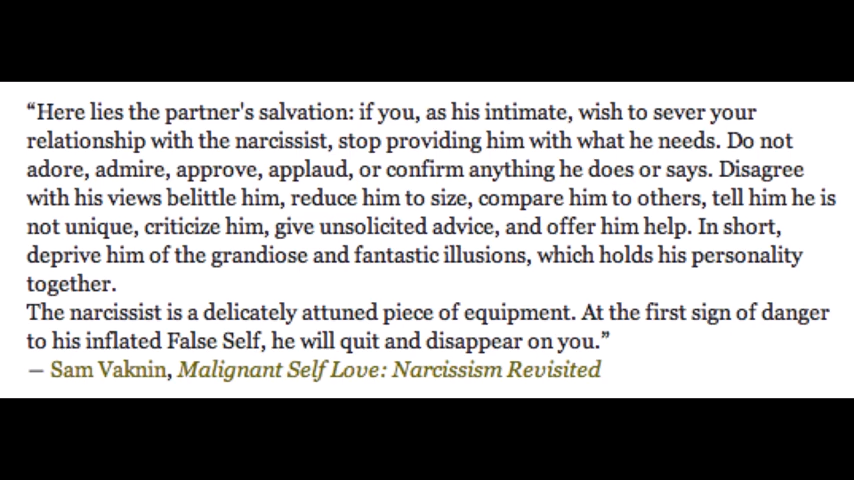 “Here lies the partner's salvation: if you, as his intimate, wish to sever your
relationship with the narcissist, stop providing him with what he needs. Do not
adore, admire, approve, applaud, or confirm anything he does or says. Disagree
with his views belittle him, reduce him to size, compare him to others, tell him he is
not unique, criticize him, give unsolicited advice, and offer him help. In short,
deprive him of the grandiose and fantastic illusions, which holds his personality
together.
The narcissist is a delicately attuned piece of equipment. At the first sign of danger
to his inflated False Self, he will quit and disappear on you.”
— Sam Vaknin, Malignant Self Love: Narcissism Revisited